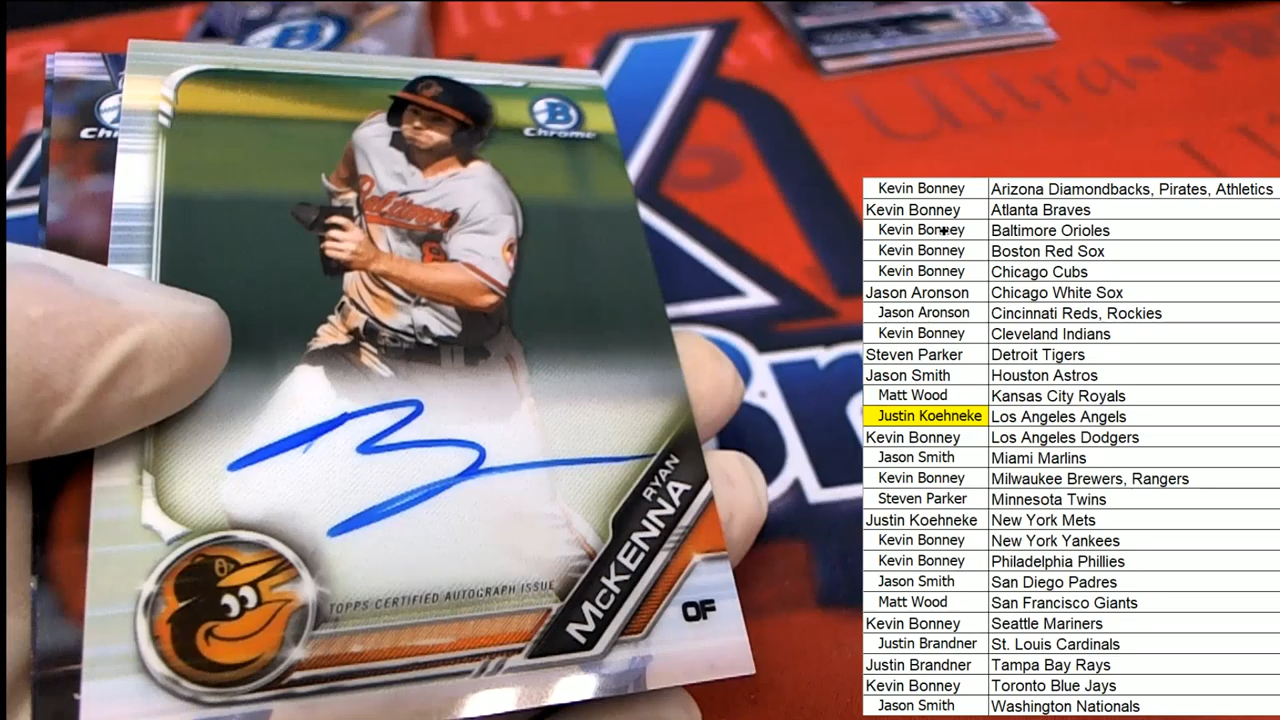 B
Chrome
Chr
Ultra-PR
Baltimore
TOPPS CERTIFIED AUTOGRAPH ISSUE
RYAN
McKENNA
OF
Kevin Bonney Arizona Diamondbacks, Pirates, Athletics
Kevin Bonney Atlanta Braves
Kevin Bonney Baltimore Orioles
Kevin Bonney Boston Red Sox
Kevin Bonney Chicago Cubs
Jason Aronson Chicago White Sox
Jason Aronson Cincinnati Reds, Rockies
Kevin Bonney Cleveland Indians
Steven Parker Detroit Tigers
Jason Smith Houston Astros
Matt Wood Kansas City Royals
Justin Koehneke Los Angeles Angels
Kevin Bonney Los Angeles Dodgers
Jason Smith Miami Marlins
Kevin Bonney Milwaukee Brewers, Rangers
Steven Parker Minnesota Twins
Justin Koehneke New York Mets
Kevin Bonney New York Yankees
Kevin Bonney Philadelphia Phillies
Jason Smith San Diego Padres
Matt Wood San Francisco Giants
Kevin Bonney Seattle Mariners
Justin Brandner St. Louis Cardinals
Justin Brandner Tampa Bay Rays
Kevin Bonney Toronto Blue Jays
Jason Smith Washington Nationals